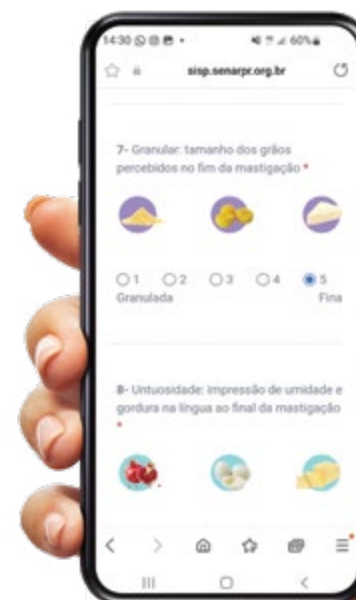 14:30
60%
sisp.senarpr.org.br
7- Granular: tamanho dos grãos
percebidos no fim da mastigação *
1 2 3 4 5
Granulada Fina
8- Untuosidade: impressão de umidade e
gordura na língua ao final da mastigação
*